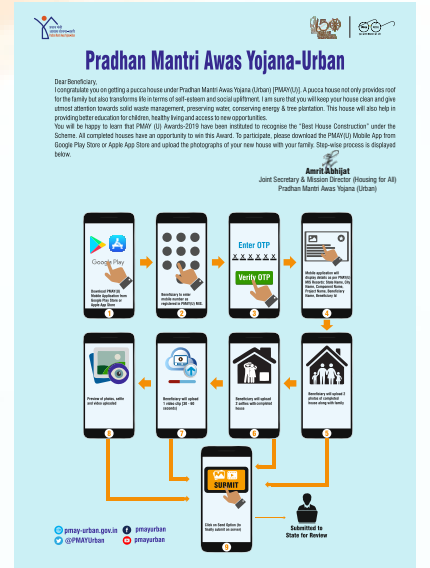 Pradhan Mantri Awas Yojana-Urban
Dear Beneficiary,
I congratulate you on getting a pucca house under Pradhan Mantri Awas Yojana (Urban) [PMAY(U)]. A pucca house not only provides roof
for the family but also transforms life in terms of self-esteem and social upliftment. I am sure that you will keep your house clean and give
utmost attention towards solid waste management, preserving water, conserving energy & tree plantation. This house will also help in
providing better education for children, healthy living and access to new opportunities.
You will be happy to learn that PMAY (U) Awards-2019 have been instituted to recognise the "Best House Construction" under the
Scheme. All completed houses have an opportunity to win this Award. To participate, please download the PMAY(U) Mobile App from
Google Play Store or Apple App Store and upload the photographs of your new house with your family. Step-wise process is displayed
below.
Amrit Abhijat
Joint Secretary & Mission Director (Housing for All)
Pradhan Mantri Awas Yojana (Urban)
Google Play
Download PMAY(U)
Mobile Application from
Google Play Store or
Apple App Store
1
Beneficiary to enter
mobile number as
registered in PMAY(U) MIS.
2
Enter OTP
X X X X X X
Verify OTP
3
Mobile application will
display details as per PMAY(U)
MIS Records: State Name, City
Name, Component Name,
Project Name, Beneficiary
Name, Beneficiary Id
4
Preview of photos, selfie
and video uploaded
8
Beneficiary will upload
1 video clip (30 - 60
seconds)
7
Beneficiary will upload
2 selfies with completed
house
6
Beneficiary will upload 3
photos of completed
house along with family
5
SUBMIT
Click on Send Option (to
finally submit on server)
9
Submitted to
State for Review
pmay-urban.gov.in
pmayurban
@PMAYUrban
pmayurban